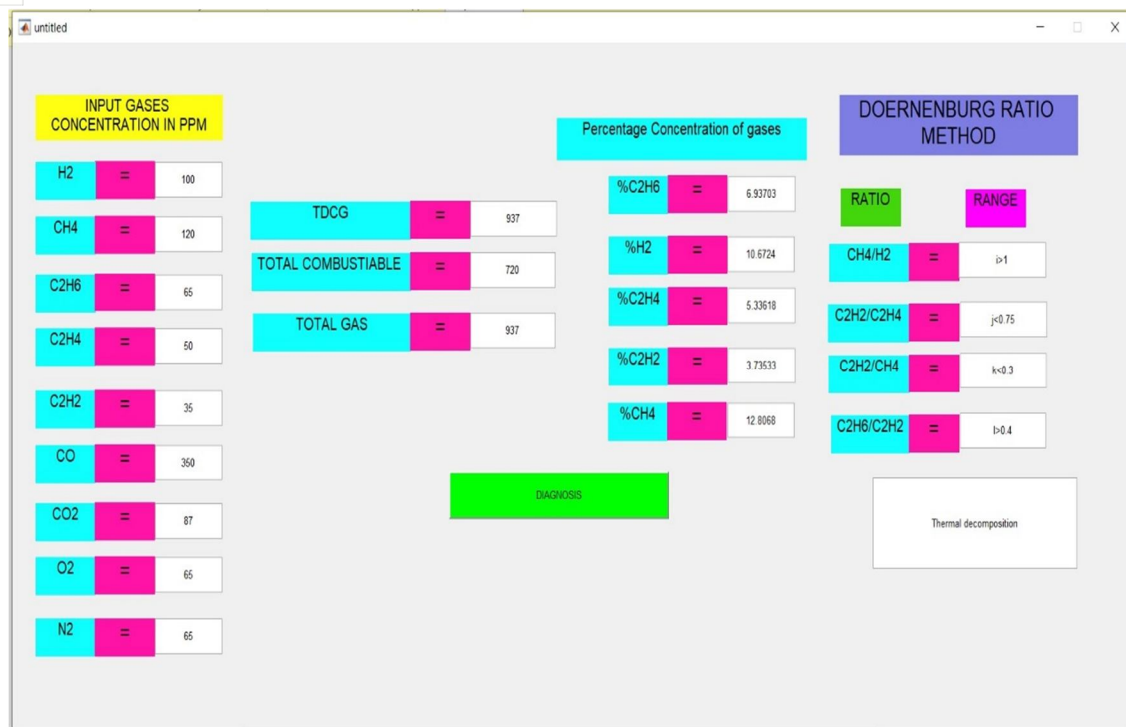 untitled
INPUT GASES
CONCENTRATION IN PPM
H2 = 100
CH4 = 120
C2H6 = 65
C2H4 = 50
C2H2 = 35
CO = 350
CO2 = 87
O2 = 65
N2 = 65
TDCG = 937
TOTAL COMBUSTIABLE = 720
TOTAL GAS = 937
Percentage Concentration of gases
%C2H6 = 6.93703
%H2 = 10.6724
%C2H4 = 5.33618
%C2H2 = 3.73533
%CH4 = 12.8068
DIAGNOSIS
DOERNENBURG RATIO
METHOD
RATIO RANGE
CH4/H2 = i>1
C2H2/C2H4 = j<0.75
C2H2/CH4 = k<0.3
C2H6/C2H2 = l>0.4
Thermal decomposition